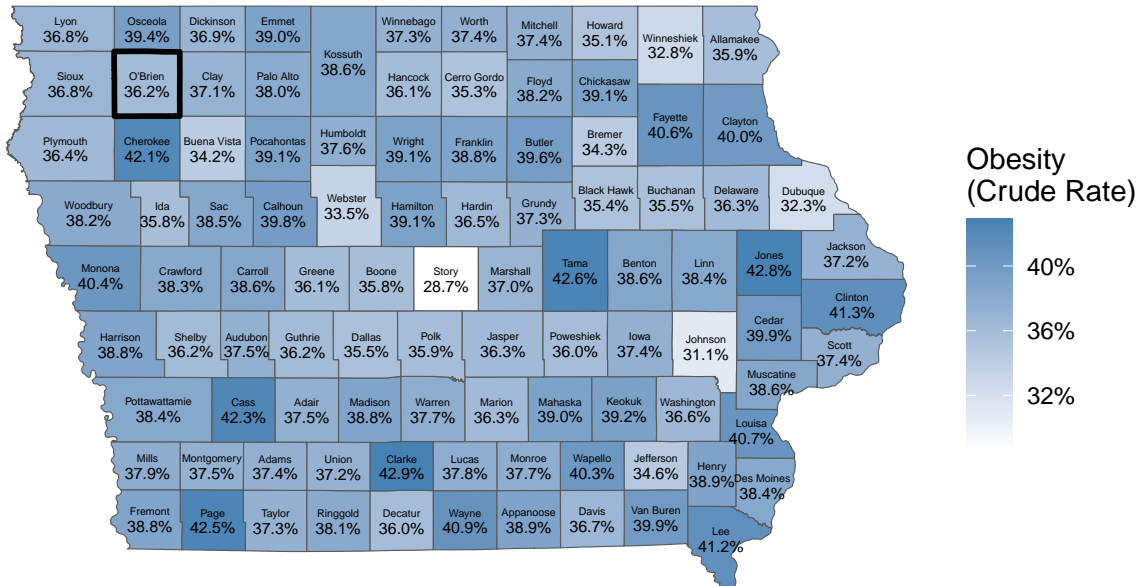 Lyon
36.8%
Osceola
39.4%
Dickinson
36.9%
Emmet
39.0%
Winnebago
37.3%
Worth
37.4%
Mitchell
37.4%
Howard
35.1%
Winneshiek
32.8%
Allamakee
35.9%
Kossuth
38.6%
Sioux
36.8%
O'Brien
36.2%
Clay
37.1%
Palo Alto
38.0%
Hancock
36.1%
Cerro Gordo
35.3%
Floyd
38.2%
Chickasaw
39.1%
Fayette
40.6%
Clayton
40.0%
Plymouth
36.4%
Cherokee
42.1%
Buena Vista
34.2%
Pocahontas
39.1%
Humboldt
37.6%
Wright
39.1%
Franklin
38.8%
Butler
39.6%
Bremer
34.3%
Woodbury
38.2%
Ida
35.8%
Sac
38.5%
Calhoun
39.8%
Webster
33.5%
Hamilton
39.1%
Hardin
36.5%
Grundy
37.3%
Black Hawk
35.4%
Buchanan
35.5%
Delaware
36.3%
Dubuque
32.3%
Monona
40.4%
Crawford
38.3%
Carroll
38.6%
Greene
36.1%
Boone
35.8%
Story
28.7%
Marshall
37.0%
Tama
42.6%
Benton
38.6%
Linn
38.4%
Jones
42.8%
Jackson
37.2%
Clinton
41.3%
Harrison
38.8%
Shelby
36.2%
Audubon
37.5%
Guthrie
36.2%
Dallas
35.5%
Polk
35.9%
Jasper
36.3%
Poweshiek
36.0%
Iowa
37.4%
Johnson
31.1%
Cedar
39.9%
Scott
37.4%
Muscatine
38.6%
Pottawattamie
38.4%
Cass
42.3%
Adair
37.5%
Madison
38.8%
Warren
37.7%
Marion
36.3%
Mahaska
39.0%
Keokuk
39.2%
Washington
36.6%
Louisa
40.7%
Mills
37.9%
Montgomery
37.5%
Adams
37.4%
Union
37.2%
Clarke
42.9%
Lucas
37.8%
Monroe
37.7%
Wapello
40.3%
Jefferson
34.6%
Henry
38.9%
Des Moines
38.4%
Fremont
38.8%
Page
42.5%
Taylor
37.3%
Ringgold
38.1%
Decatur
36.0%
Wayne
40.9%
Appanoose
38.9%
Davis
36.7%
Van Buren
39.9%
Lee
41.2%
Obesity
(Crude Rate)
40%
36%
32%